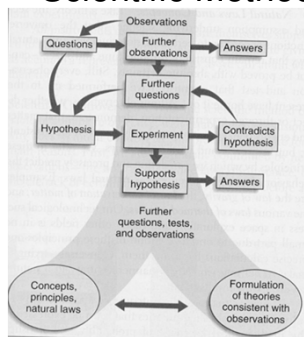 Observations
Questions
Further
observations
Answers
Further
questions
Hypothesis
Experiment
Contradicts
hypothesis
Supports
hypothesis
Answers
Further
questions, tests,
and observations
Concepts,
principles,
natural laws
Formulation
of theories
consistent with
observations